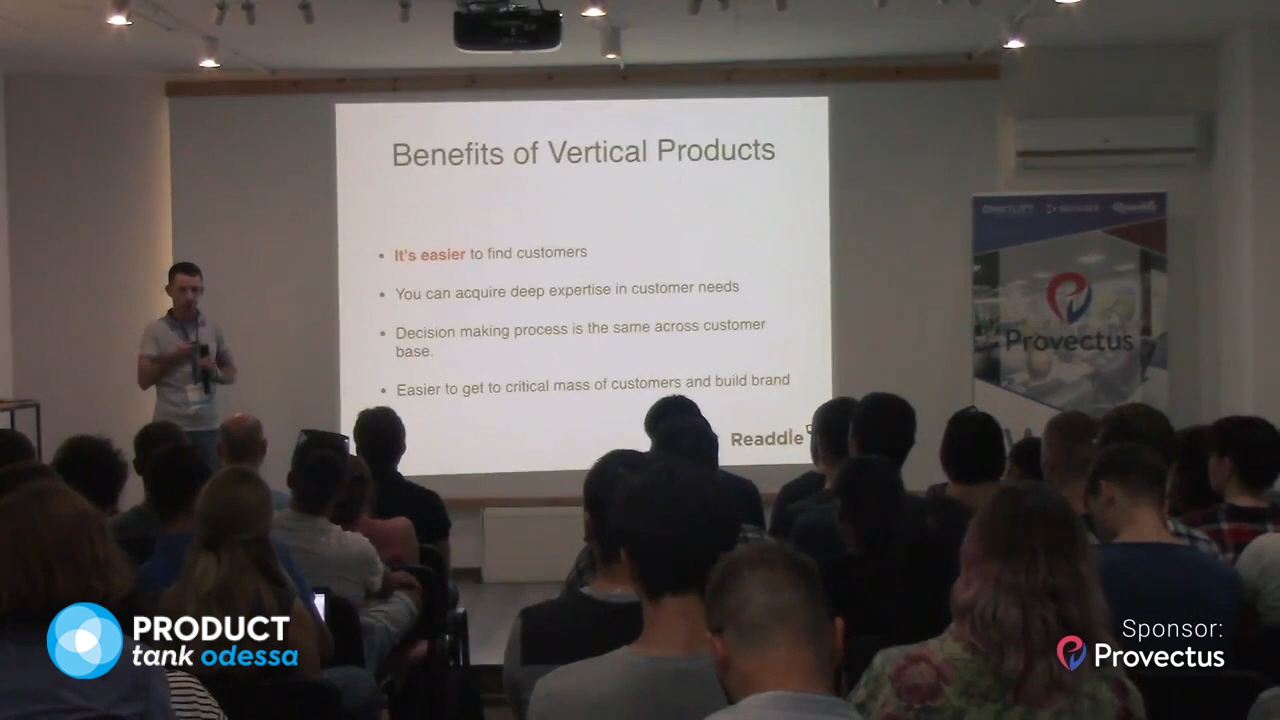 Benefits of Vertical Products
• It's easier to find customers
• You can acquire deep expertise in customer needs
• Decision making process is the same across customer
base.
• Easier to get to critical mass of customers and build brand
Readdle
Provectus
PRODUCT
tank odessa
Sponsor:
Provectus